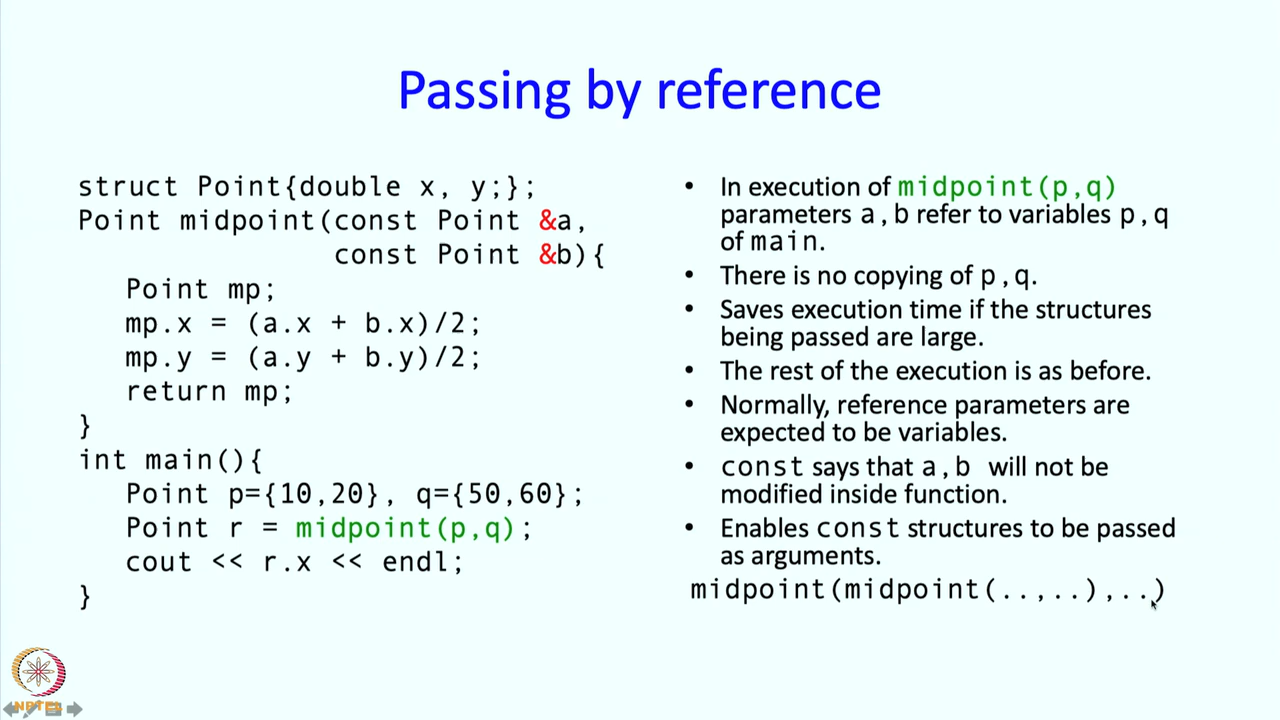 Passing by reference
struct Point{double x, y;};
Point midpoint(const Point &a,
const Point &b){
Point mp;
mp.x = (a.x + b.x)/2;
mp.y = (a.y + b.y)/2;
return mp;
}
int main(){
Point p={10,20}, q={50,60};
Point r = midpoint(p,q);
cout << r.x << endl;
}
• In execution of midpoint(p,q)
parameters a,b refer to variables p,q
of main.
• There is no copying of p,q.
• Saves execution time if the structures
being passed are large.
• The rest of the execution is as before.
• Normally, reference parameters are
expected to be variables.
• const says that a,b will not be
modified inside function.
• Enables const structures to be passed
as arguments.
midpoint(midpoint(..,..),..)
NPTEL